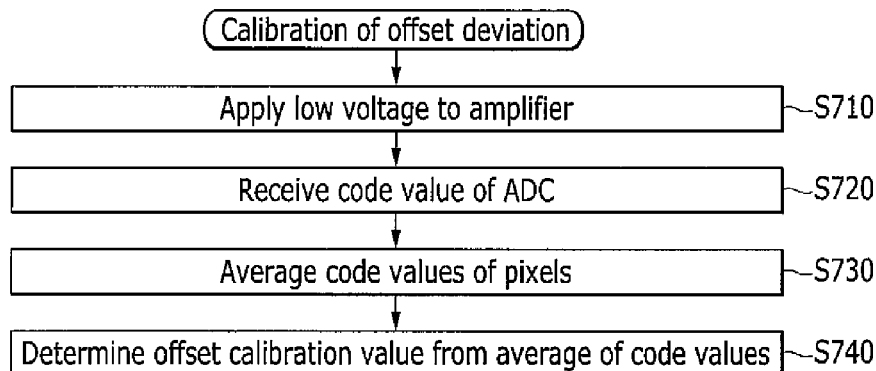 Calibration of offset deviation
Apply low voltage to amplifier S710
Receive code value of ADC S720
Average code values of pixels S730
Determine offset calibration value from average of code values S740